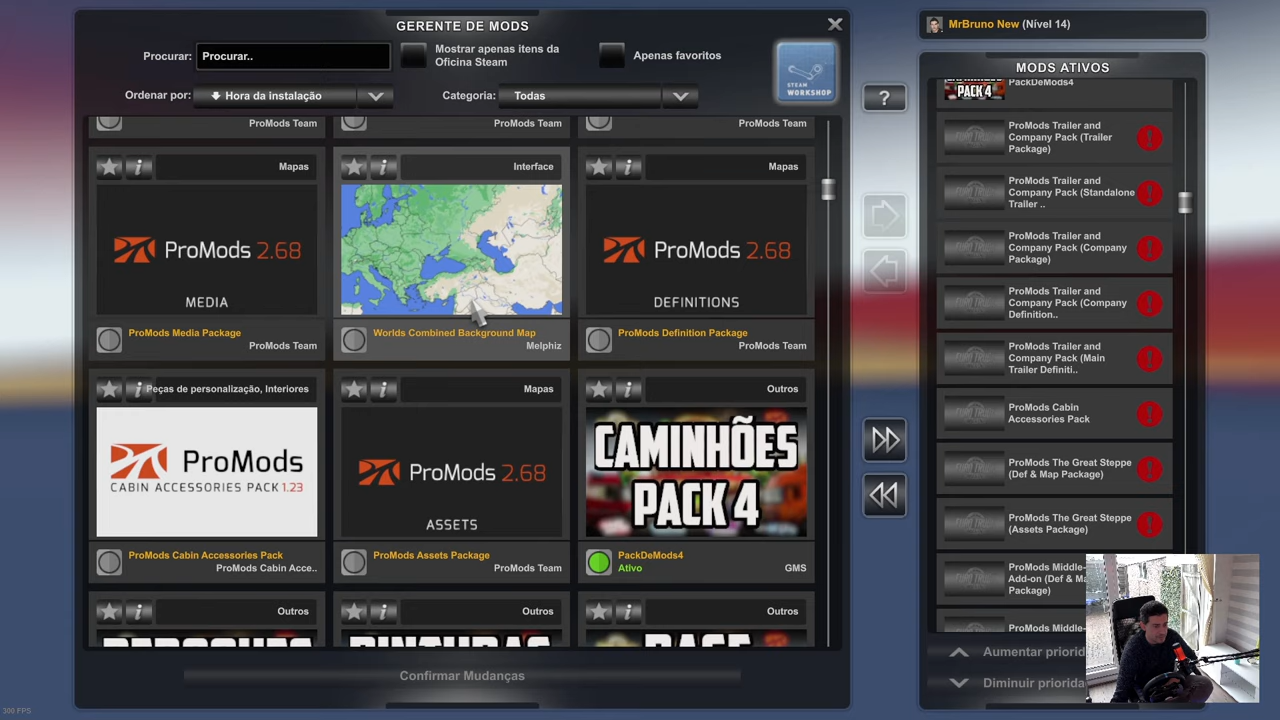 GERENTE DE MODS
Procurar:
Procurar..
Mostrar apenas itens da
Oficina Steam
Apenas favoritos
STEAM
WORKSHOP
Ordenar por:
Hora da instalação
Categoria:
Todas
ProMods Team
ProMods Team
ProMods Team
Mapas
ProMods 2.68
MEDIA
ProMods Media Package
ProMods Team
Interface
Worlds Combined Background Map
Melphiz
Mapas
ProMods 2.68
DEFINITIONS
ProMods Definition Package
ProMods Team
Peças de personalização, Interiores
ProMods
CABIN ACCESSORIES PACK 1.23
ProMods Cabin Accessories Pack
ProMods Cabin Acce..
Mapas
ProMods 2.68
ASSETS
ProMods Assets Package
ProMods Team
Outros
CAMINHÕES
PACK 4
PackDeMods4
Ativo
GMS
Outros
Outros
PINTURAS
Outros
Confirmar Mudanças
?
MrBruno New (Nível 14)
MODS ATIVOS
PACK 4
PackDeMods4
ProMods Trailer and
Company Pack (Trailer
Package)
ProMods Trailer and
Company Pack (Standalone
Trailer ..
ProMods Trailer and
Company Pack (Company
Package)
ProMods Trailer and
Company Pack (Company
Definition..
ProMods Trailer and
Company Pack (Main
Trailer Definiti..
ProMods Cabin
Accessories Pack
ProMods The Great Steppe
(Def & Map Package)
ProMods The Great Steppe
(Assets Package)
ProMods Middle-
Add-on (Def & Ma
Package)
ProMods Middle-
Aumentar priorid
Diminuir priorida
300 FPS